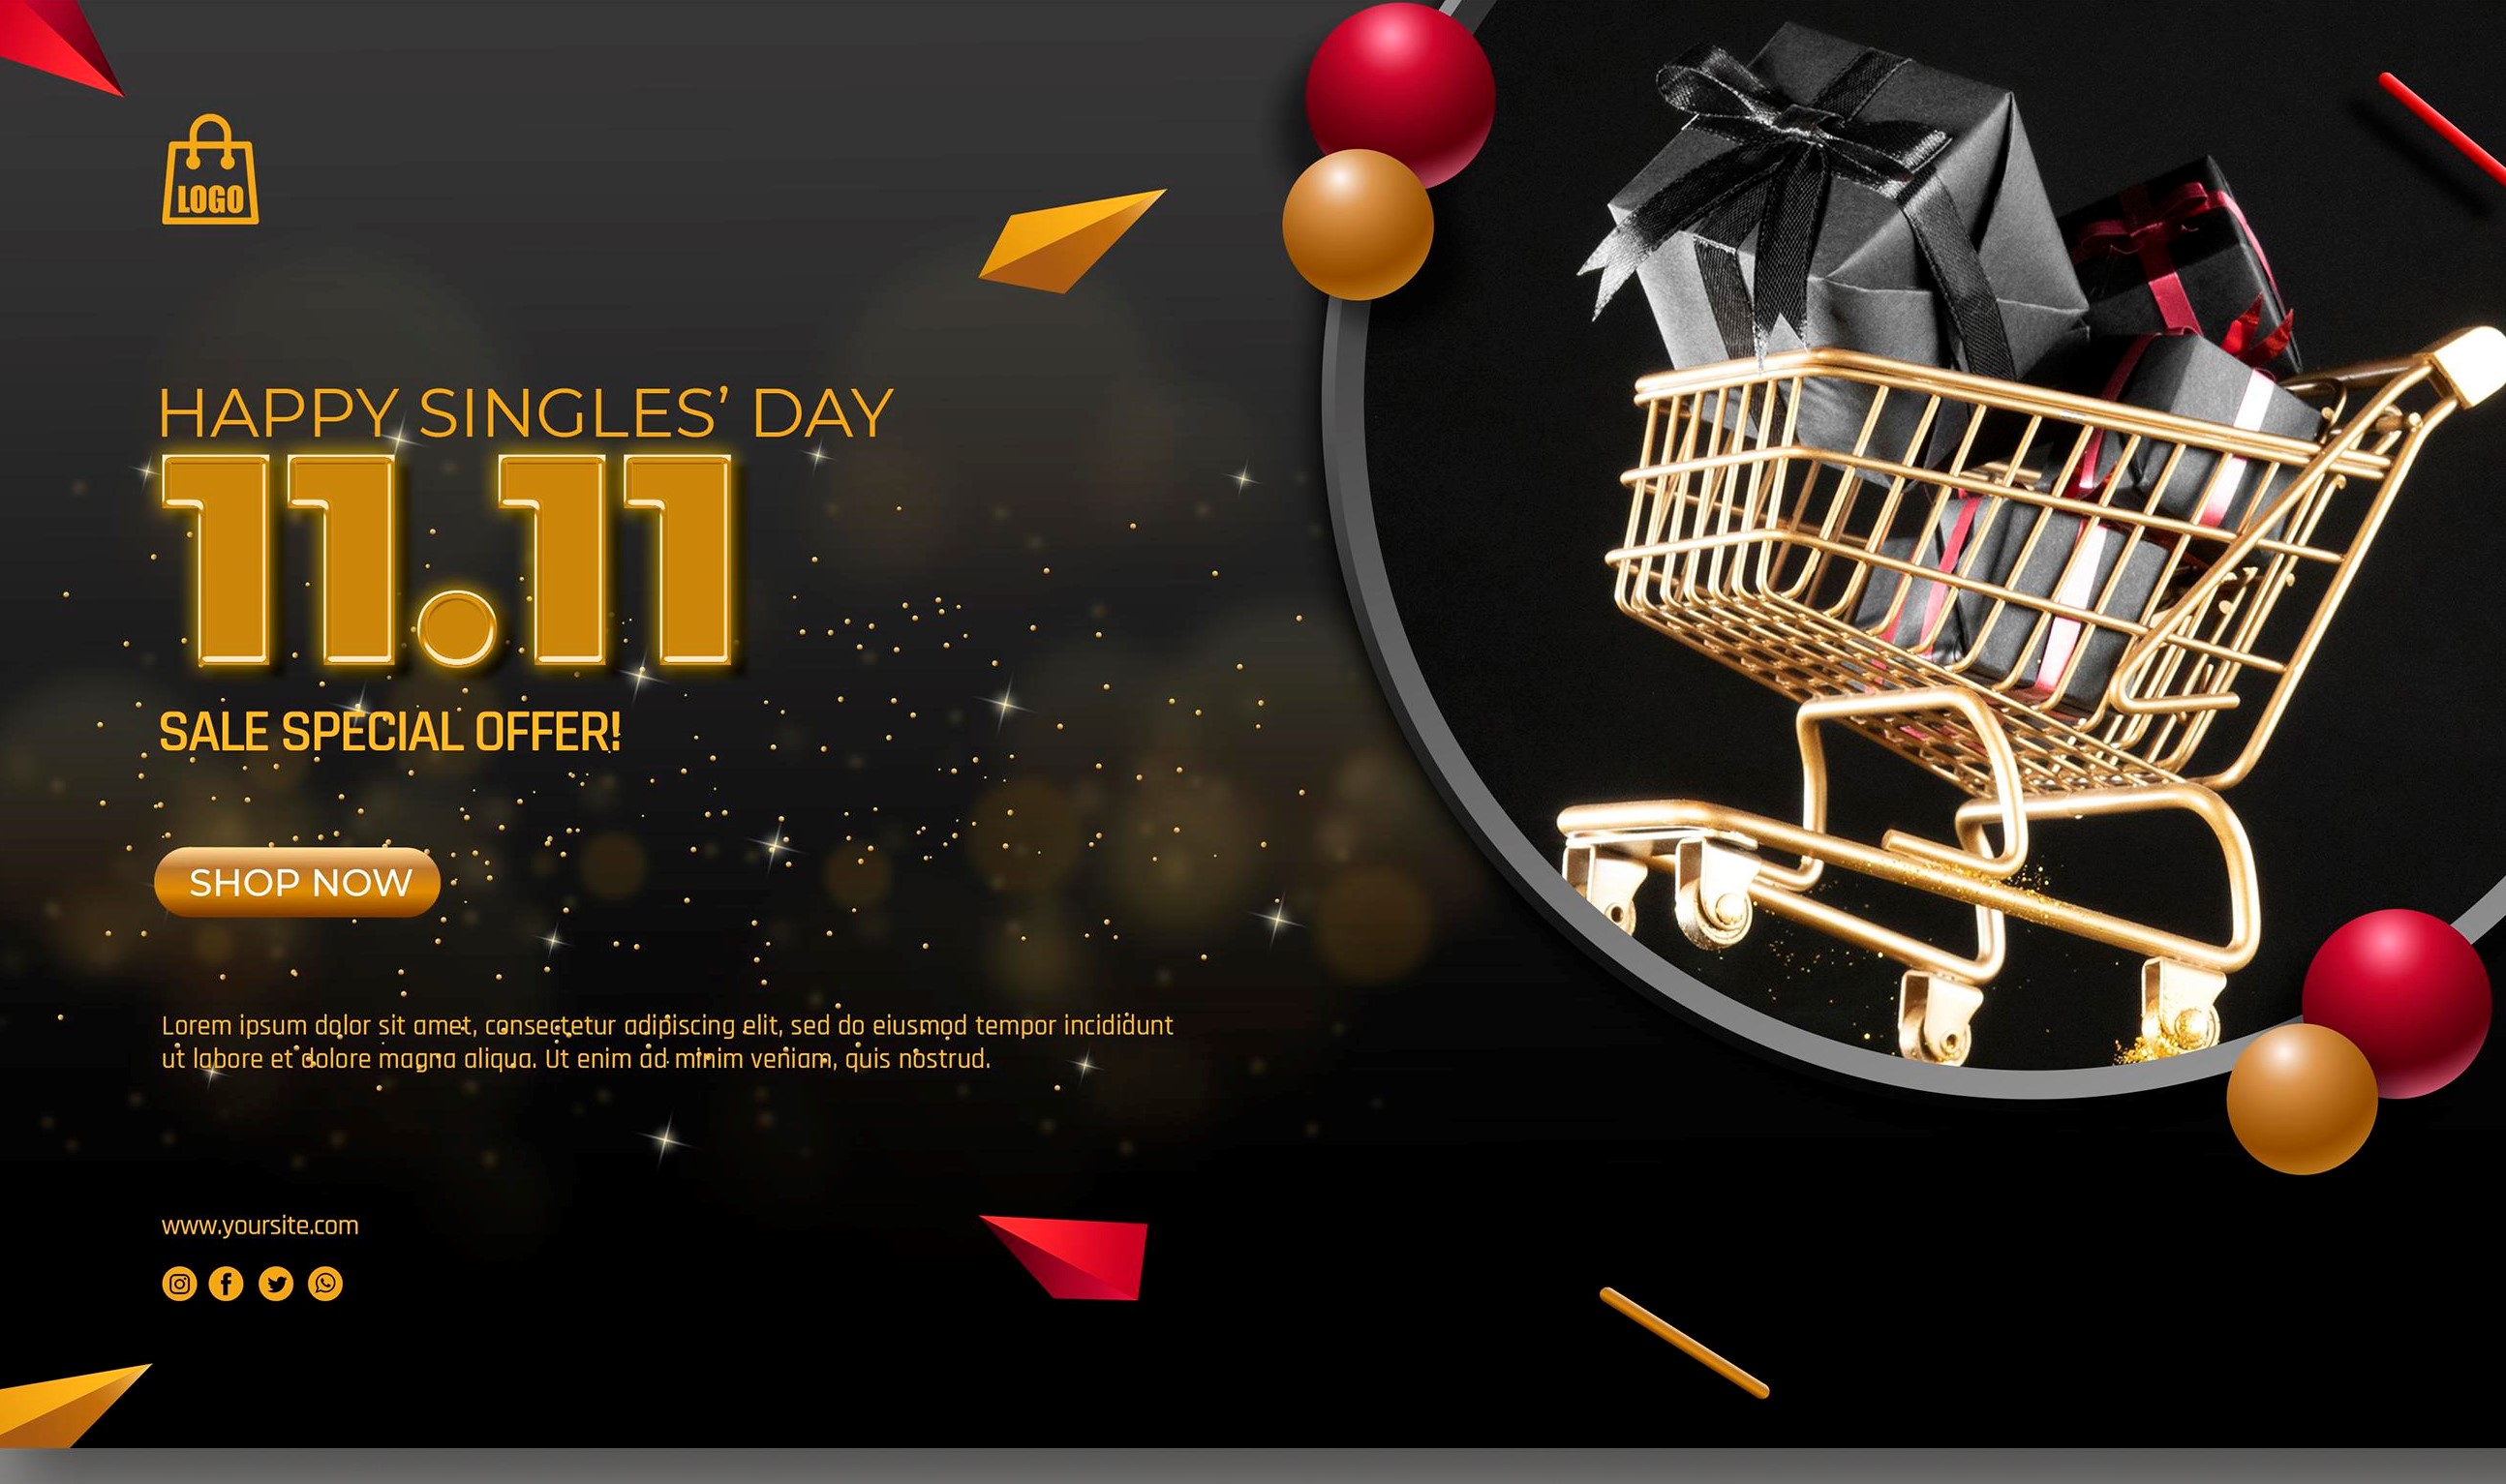 LOGO
HAPPY SINGLES’ DAY
11.11
SALE SPECIAL OFFER!
SHOP NOW
Lorem ipsum dolor sit amet, consectetur adipiscing elit, sed do eiusmod tempor incididunt
ut labore et dolore magna aliqua. Ut enim ad minim veniam, quis nostrud.
www.yoursite.com